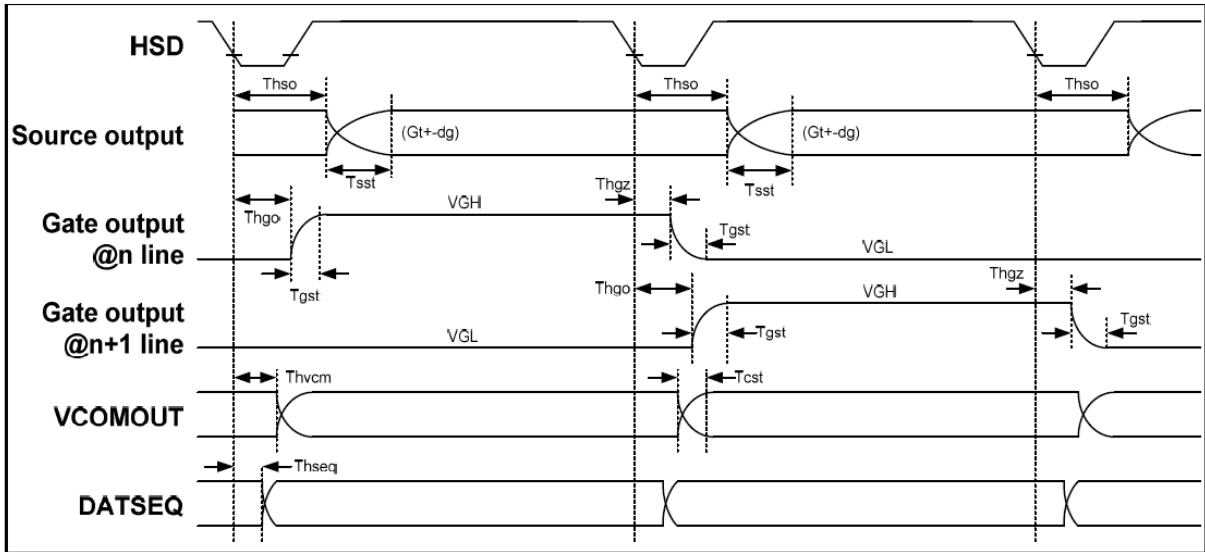 HSD
Thso
Thso
Thso
Source output
(Gt+-dg)
(Gt+-dg)
Tsst
Tsst
Thgo
VGH
Thgz
Gate output
@n line
Tgst
VGL
Tgst
Thgo
VGH
Thgz
Gate output
@n+1 line
VGL
Tgst
Tgst
Thvcm
Tcst
VCOMOUT
Thseq
DATSEQ